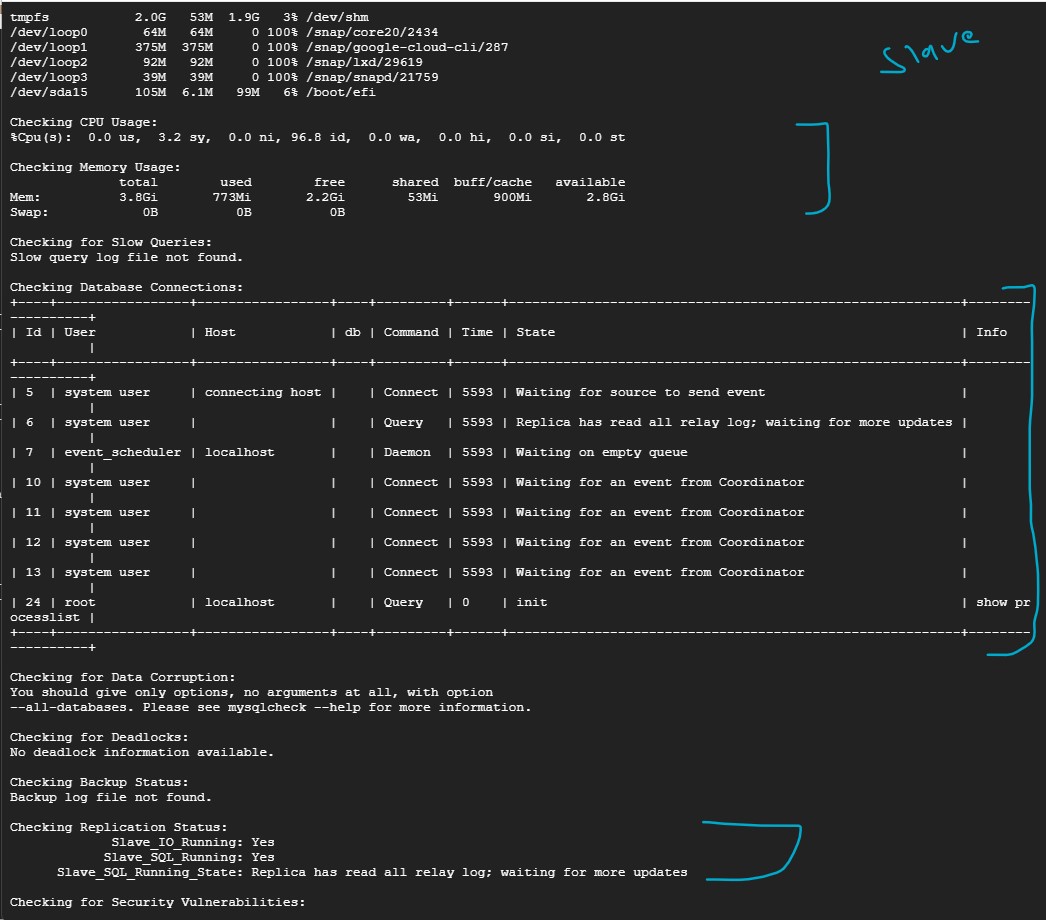 tmpfs           2.0G   53M  1.9G   3% /dev/shm
/dev/loop0       64M   64M     0 100% /snap/core20/2434
/dev/loop1      375M  375M     0 100% /snap/google-cloud-cli/287
/dev/loop2       92M   92M     0 100% /snap/lxd/29619
/dev/loop3       39M   39M     0 100% /snap/snapd/21759
/dev/sda15      105M  6.1M   99M   6% /boot/efi
Slave
Checking CPU Usage:
%Cpu(s):  0.0 us,  3.2 sy,  0.0 ni, 96.8 id,  0.0 wa,  0.0 hi,  0.0 si,  0.0 st
Checking Memory Usage:
              total        used        free      shared  buff/cache   available
Mem:          3.8Gi       773Mi       2.2Gi        53Mi       900Mi       2.8Gi
Swap:            0B          0B          0B
Checking for Slow Queries:
Slow query log file not found.
Checking Database Connections:
+----+-----------------+-----------------+----+---------+------+----------------------------------------------------------+--------
----------+
| Id | User            | Host            | db | Command | Time | State                                                    | Info
          |
+----+-----------------+-----------------+----+---------+------+----------------------------------------------------------+--------
----------+
| 5  | system user     | connecting host |    | Connect | 5593 | Waiting for source to send event                         |
          |
| 6  | system user     |                 |    | Query   | 5593 | Replica has read all relay log; waiting for more updates |
          |
| 7  | event_scheduler | localhost       |    | Daemon  | 5593 | Waiting on empty queue                                   |
          |
| 10 | system user     |                 |    | Connect | 5593 | Waiting for an event from Coordinator                    |
          |
| 11 | system user     |                 |    | Connect | 5593 | Waiting for an event from Coordinator                    |
          |
| 12 | system user     |                 |    | Connect | 5593 | Waiting for an event from Coordinator                    |
          |
| 13 | system user     |                 |    | Connect | 5593 | Waiting for an event from Coordinator                    |
          |
| 24 | root            | localhost       |    | Query   | 0    | init                                                     | show pr
ocesslist |
+----+-----------------+-----------------+----+---------+------+----------------------------------------------------------+--------
----------+
Checking for Data Corruption:
You should give only options, no arguments at all, with option
--all-databases. Please see mysqlcheck --help for more information.
Checking for Deadlocks:
No deadlock information available.
Checking Backup Status:
Backup log file not found.
Checking Replication Status:
             Slave_IO_Running: Yes
            Slave_SQL_Running: Yes
      Slave_SQL_Running_State: Replica has read all relay log; waiting for more updates
Checking for Security Vulnerabilities: